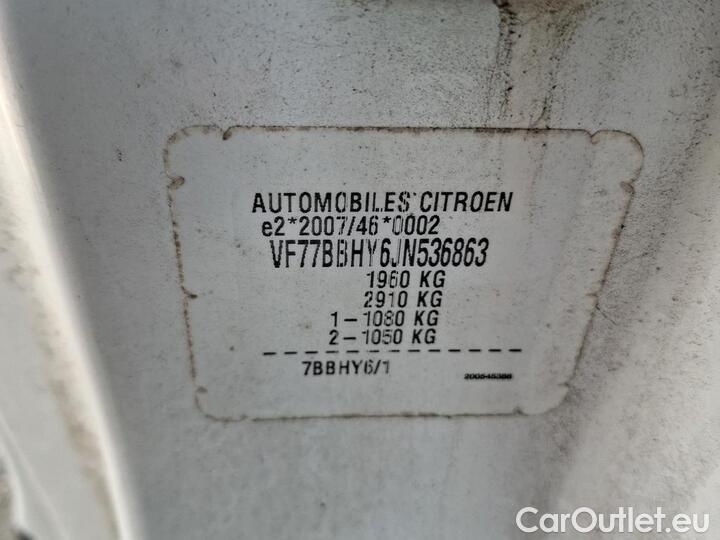 AUTOMOBILES CITROEN
e2*2007/46*0002
VF77BBHY6JN536863
1960 KG
2910 KG
1-1080 KG
2-1050 KG
7BBHY6/1
200545386
CarOutlet.eu